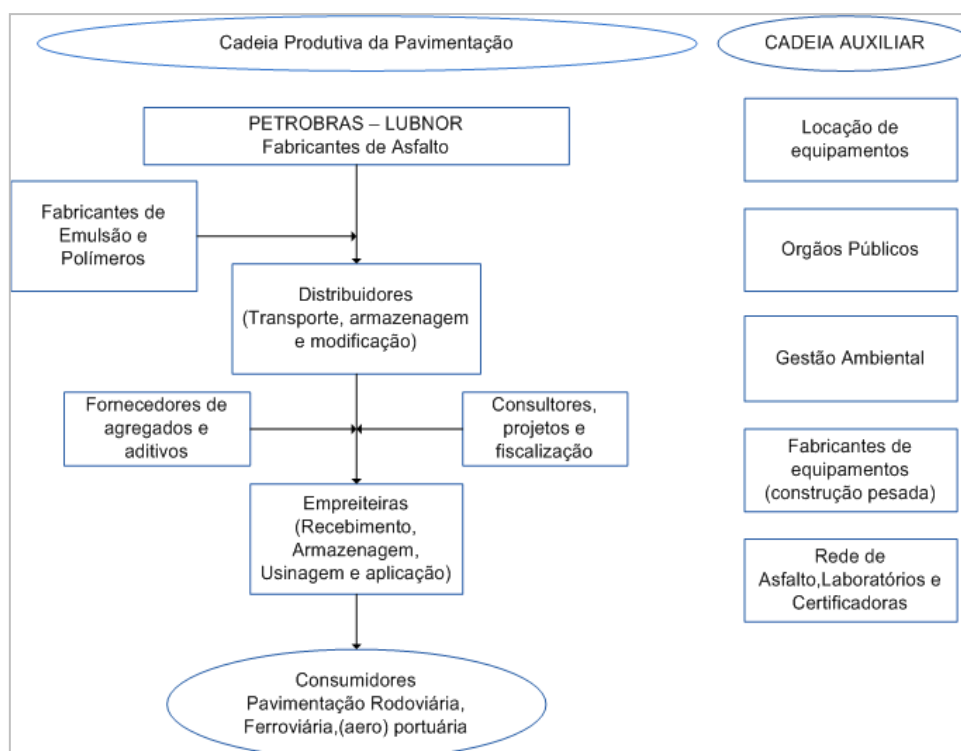 Cadeia Produtiva da Pavimentação
CADEIA AUXILIAR
PETROBRAS – LUBNOR
Fabricantes de Asfalto
Fabricantes de
Emulsão e
Polímeros
Distribuidores
(Transporte, armazenagem
e modificação)
Fornecedores de
agregados e
aditivos
Consultores,
projetos e
fiscalização
Empreiteiras
(Recebimento,
Armazenagem,
Usinagem e aplicação)
Consumidores
Pavimentação Rodoviária,
Ferroviária,(aero) portuária
Locação de
equipamentos
Orgãos Públicos
Gestão Ambiental
Fabricantes de
equipamentos
(construção pesada)
Rede de
Asfalto,Laboratórios e
Certificadoras